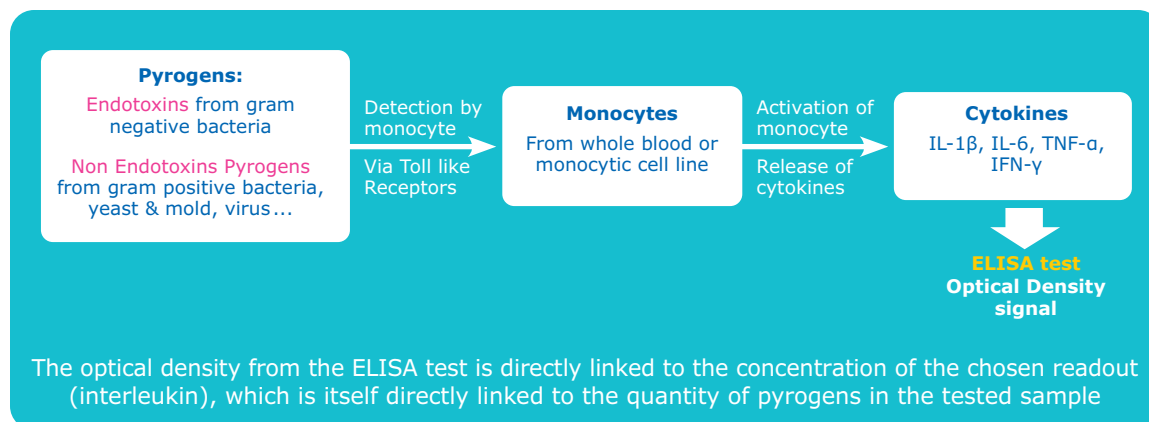 Pyrogens:
Endotoxins from gram
negative bacteria
Non Endotoxins Pyrogens
from gram positive bacteria,
yeast & mold, virus...
Detection by
monocyte
Via Toll like
Receptors
Monocytes
From whole blood or
monocytic cell line
Activation of
monocyte
Release of
cytokines
Cytokines
IL-1β, IL-6, TNF-α,
IFN-γ
ELISA test
Optical Density
signal
The optical density from the ELISA test is directly linked to the concentration of the chosen readout
(interleukin), which is itself directly linked to the quantity of pyrogens in the tested sample